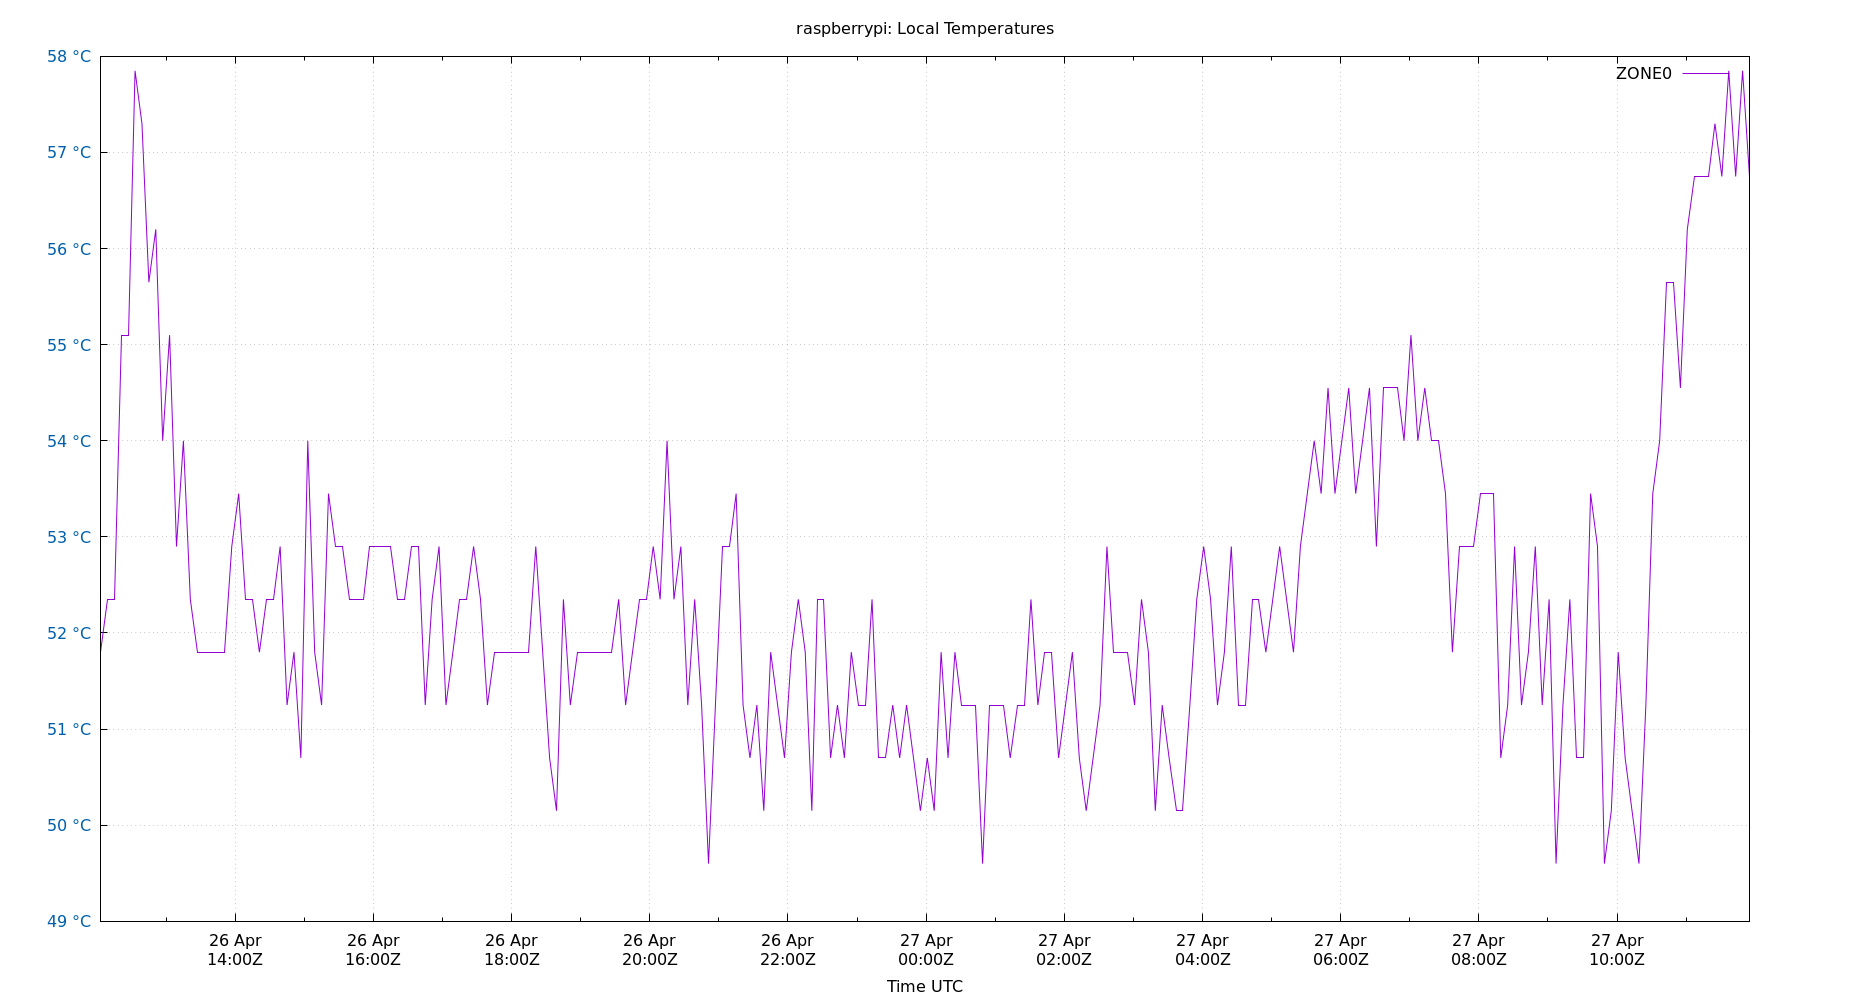 raspberrypi: Local Temperatures
58 °C
ZONE0
57 °C
56 °C
55 °C
54 °C
53 °C
52 °C
51 °C
50 °C
49 °C
26 Apr 26 Apr 26 Apr 26 Apr 26 Apr 27 Apr 27 Apr 27 Apr 27 Apr 27 Apr 27 Apr
14:00Z 16:00Z 18:00Z 20:00Z 22:00Z 00:00Z 02:00Z 04:00Z 06:00Z 08:00Z 10:00Z
Time UTC